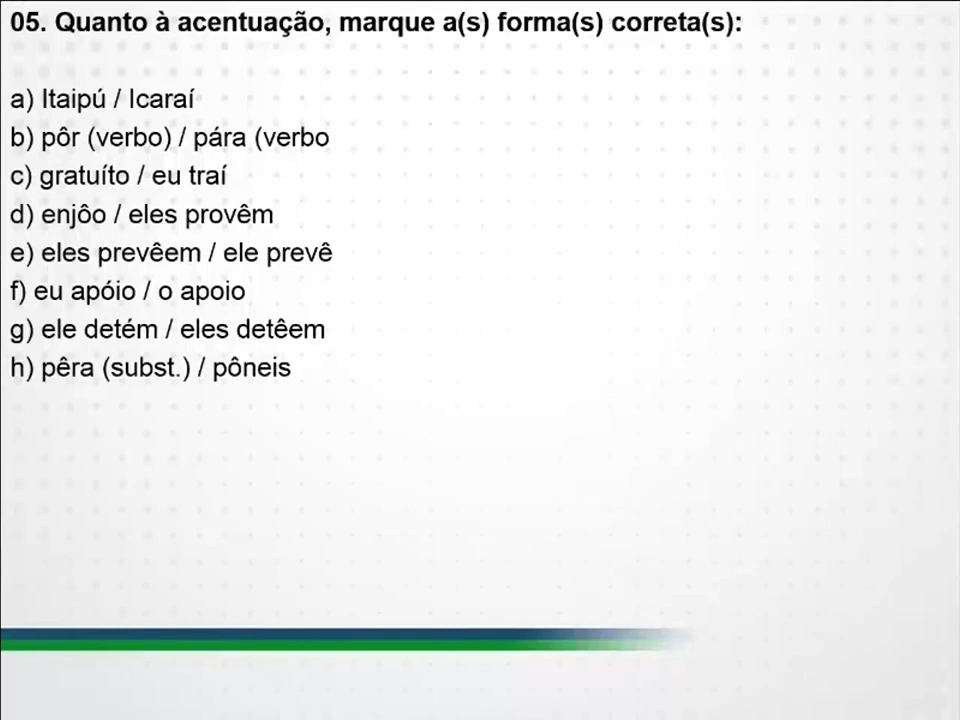 05. Quanto à acentuação, marque a(s) forma(s) correta(s):
a) Itaipú / Icaraí
b) pôr (verbo) / pára (verbo
c) gratuíto / eu traí
d) enjôo / eles provêm
e) eles prevêem / ele prevê
f) eu apóio / o apoio
g) ele detém / eles detêem
h) pêra (subst.) / pôneis